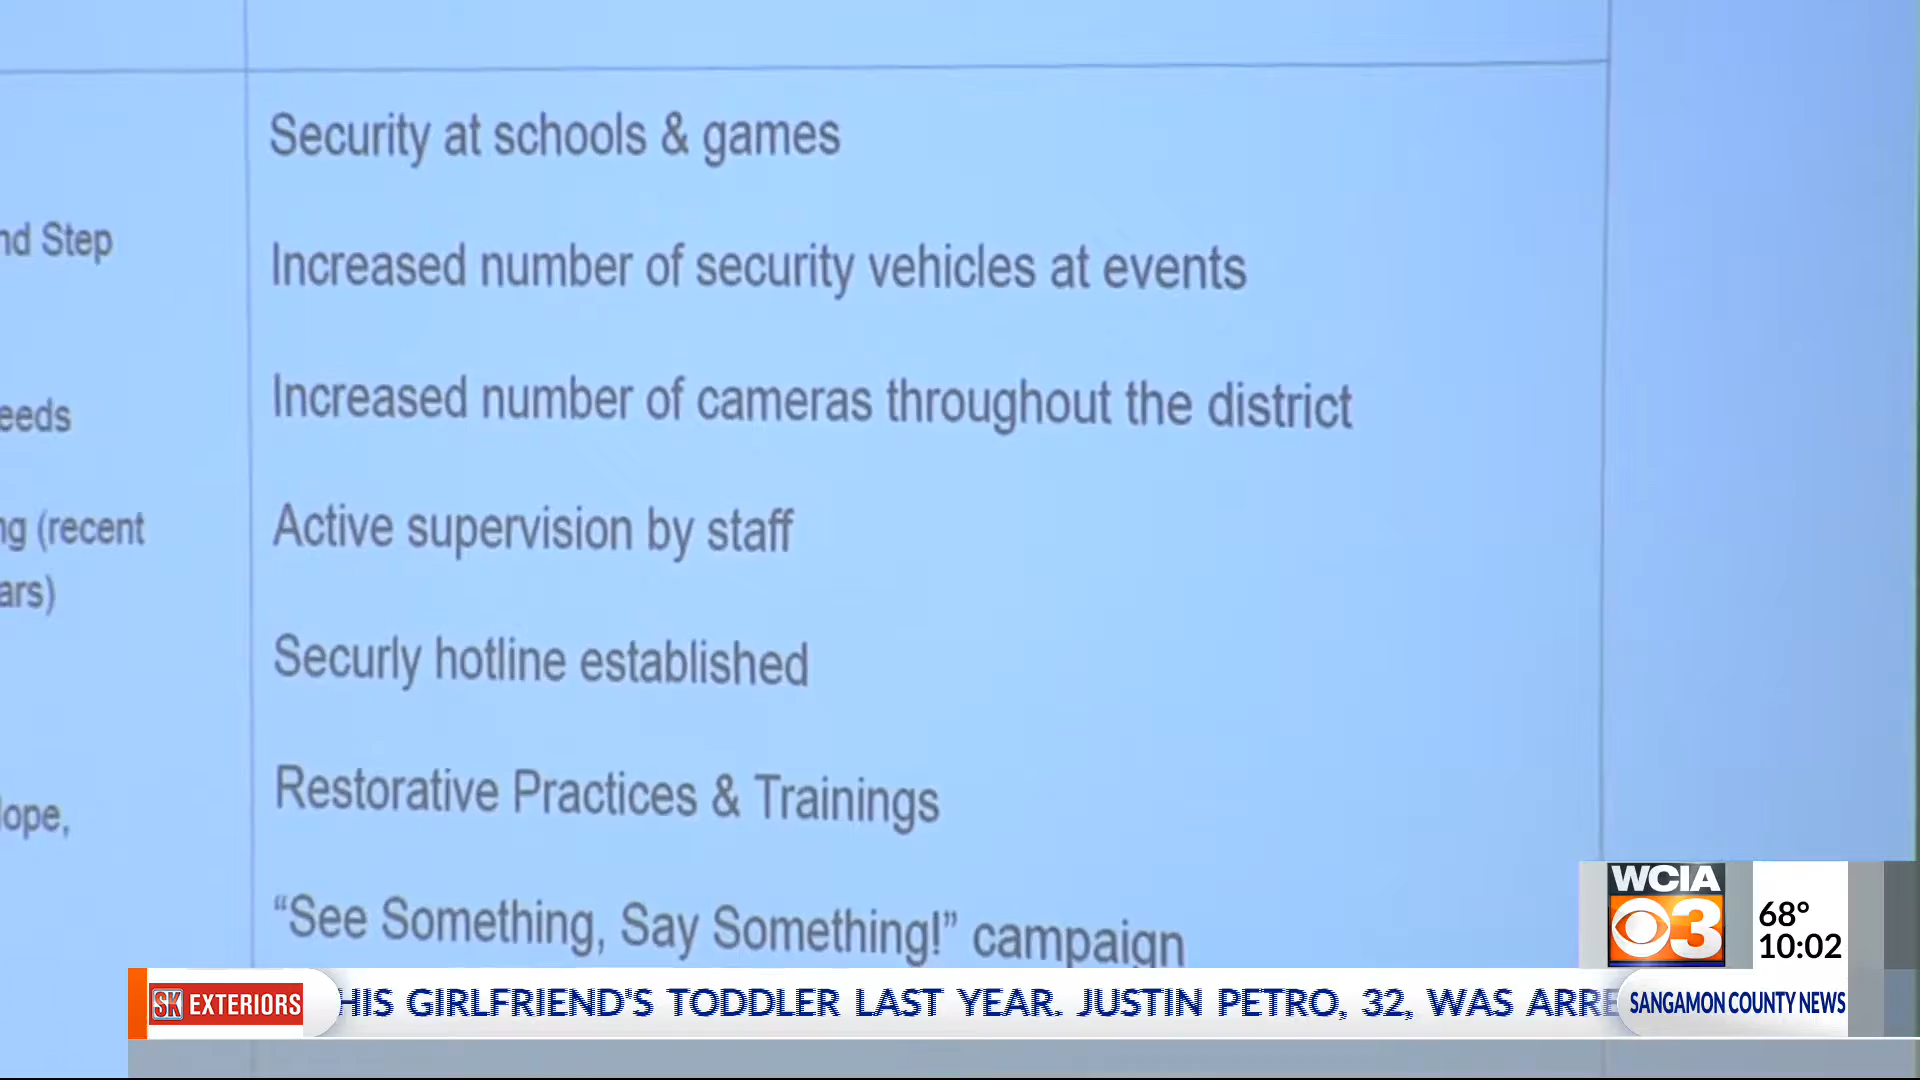 Security at schools & games
nd Step
Increased number of security vehicles at events
eeds
Increased number of cameras throughout the district
ng (recent
ars)
Active supervision by staff
Securly hotline established
Restorative Practices & Trainings
ope,
"See Something, Say Something!" campaign
WCIA
3
68°
10:02
SK EXTERIORS
HIS GIRLFRIEND'S TODDLER LAST YEAR. JUSTIN PETRO, 32, WAS ARRE
SANGAMON COUNTY NEWS